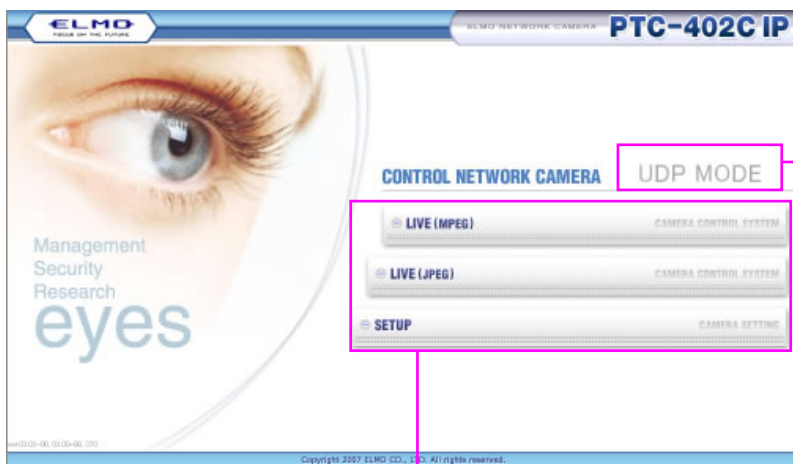 ELMO
FOCUS ON THE FUTURE
ELMO NETWORK CAMERA PTC-402C IP
CONTROL NETWORK CAMERA UDP MODE
LIVE (MPEG) CAMERA CONTROL SYSTEM
LIVE (JPEG) CAMERA CONTROL SYSTEM
SETUP CAMERA SETTING
Management
Security
Research
eyes
Copyright 2007 ELMO CO., LTD. All rights reserved.